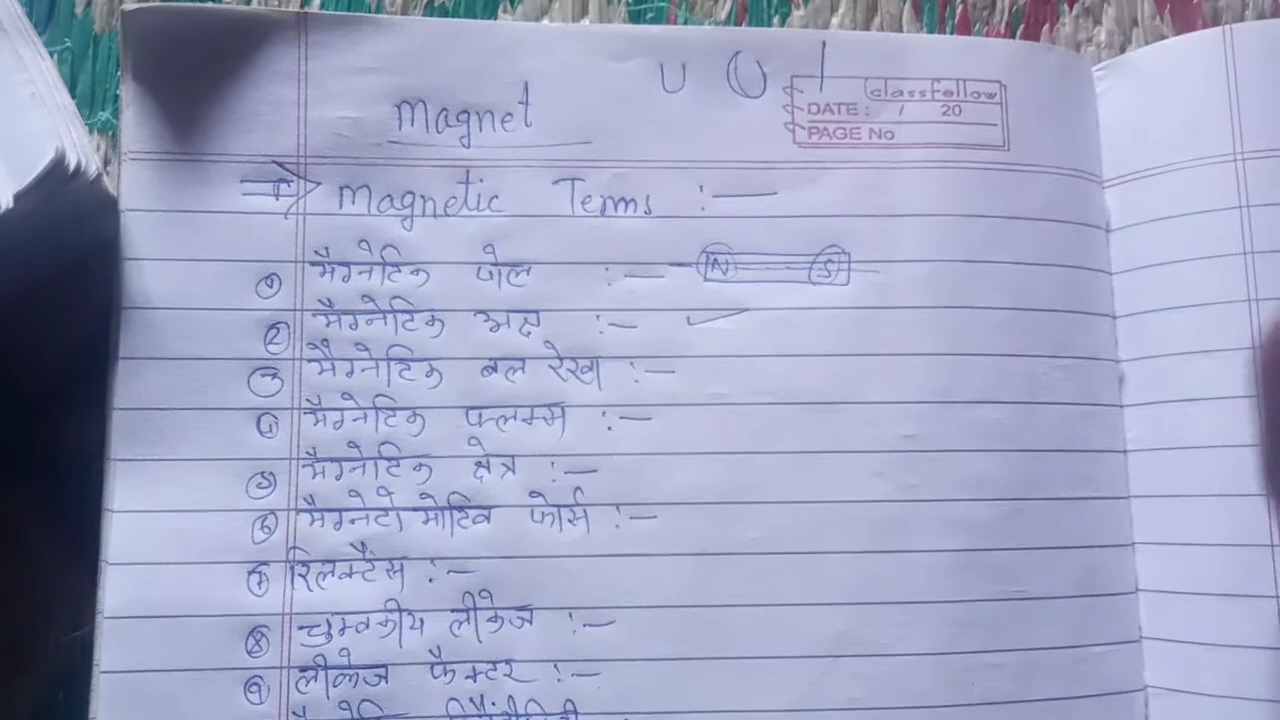 classfollow
DATE : / 20
PAGE No
Magnet
⇒ Magnetic Terms :—
① मैग्नेटिक पोल :— N S
② मैग्नेटिक अक्ष :— ✓
③ मैग्नेटिक बल रेखा :—
④ मैग्नेटिक फ्लक्स :—
⑤ मैग्नेटिक क्षेत्र :—
⑥ मैग्नेटो मोटिव फोर्स :—
⑦ रिलक्टैंस :—
⑧ चुम्बकीय लीकेज :—
⑨ लीकेज फैक्टर :—